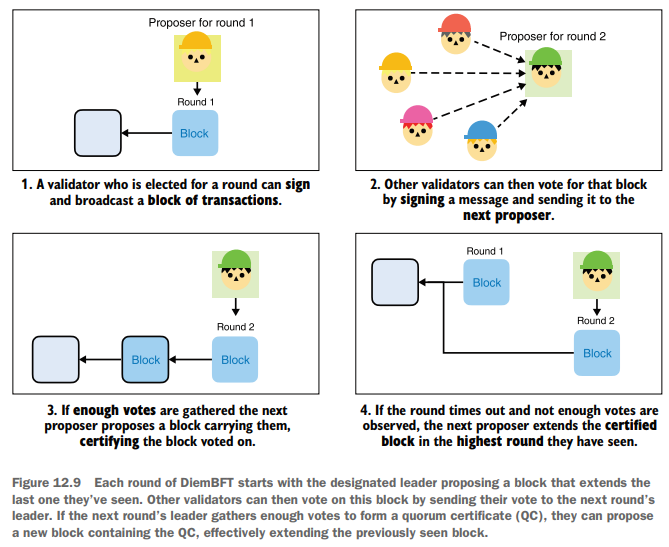 Proposer for round 1
Round 1
Block
1. A validator who is elected for a round can sign
and broadcast a block of transactions.
Proposer for round 2
2. Other validators can then vote for that block
by signing a message and sending it to the
next proposer.
Round 2
Block
Block
3. If enough votes are gathered the next
proposer proposes a block carrying them,
certifying the block voted on.
Round 1
Block
Round 2
Block
4. If the round times out and not enough votes are
observed, the next proposer extends the certified
block in the highest round they have seen.
Figure 12.9 Each round of DiemBFT starts with the designated leader proposing a block that extends the
last one they’ve seen. Other validators can then vote on this block by sending their vote to the next round’s
leader. If the next round’s leader gathers enough votes to form a quorum certificate (QC), they can propose
a new block containing the QC, effectively extending the previously seen block.